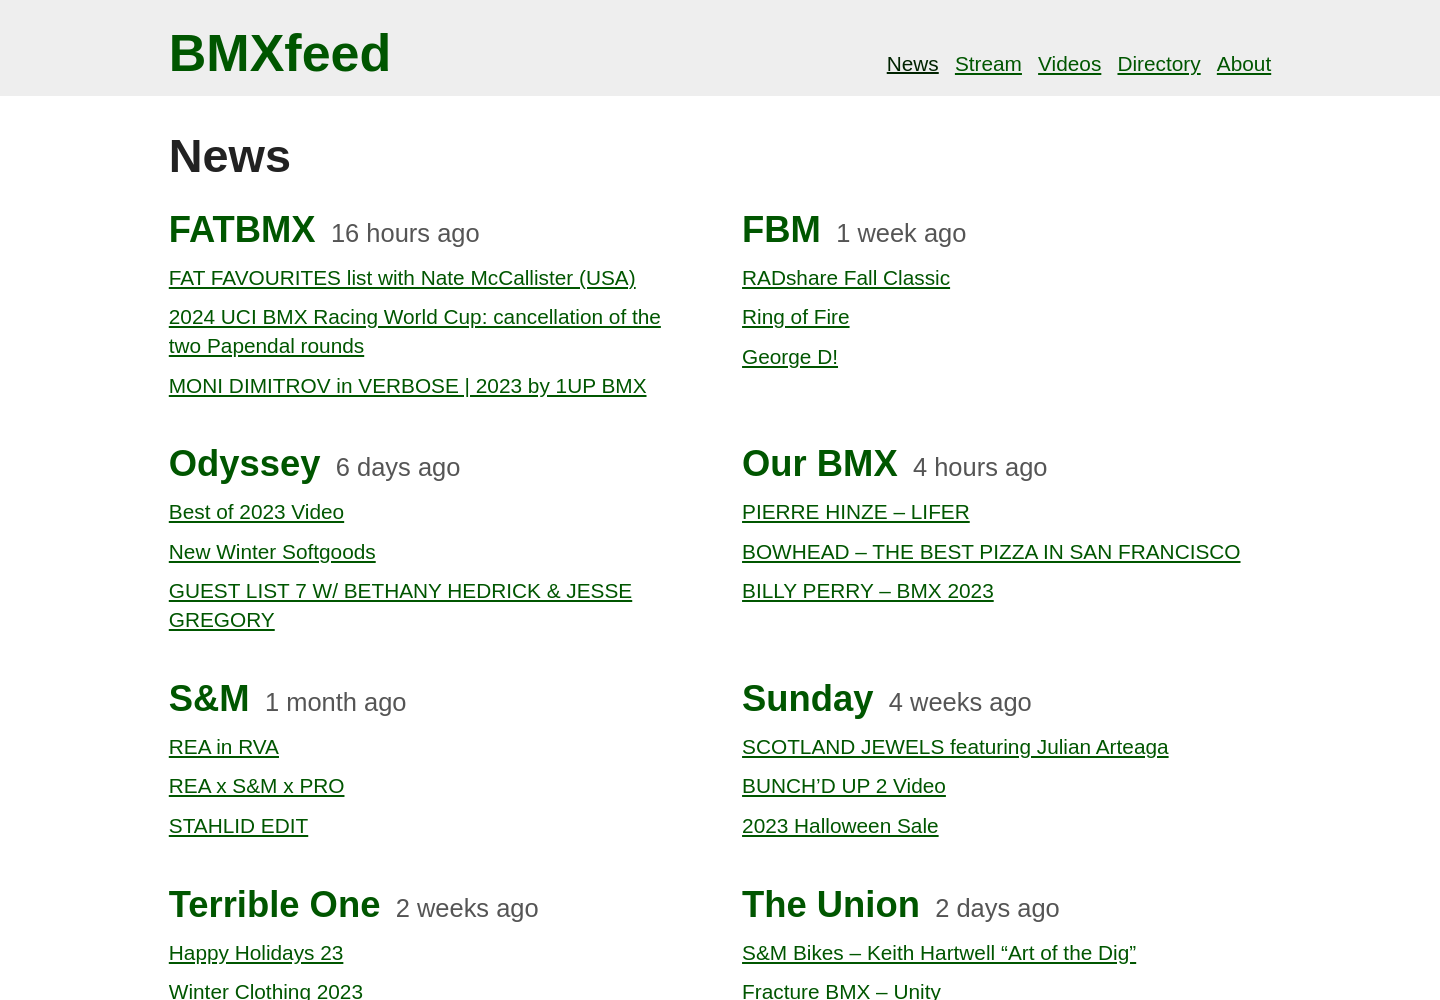 BMXfeed
News Stream Videos Directory About
News
FATBMX 16 hours ago
FAT FAVOURITES list with Nate McCallister (USA)
2024 UCI BMX Racing World Cup: cancellation of the
two Papendal rounds
MONI DIMITROV in VERBOSE | 2023 by 1UP BMX
FBM 1 week ago
RADshare Fall Classic
Ring of Fire
George D!
Odyssey 6 days ago
Best of 2023 Video
New Winter Softgoods
GUEST LIST 7 W/ BETHANY HEDRICK & JESSE
GREGORY
Our BMX 4 hours ago
PIERRE HINZE – LIFER
BOWHEAD – THE BEST PIZZA IN SAN FRANCISCO
BILLY PERRY – BMX 2023
S&M 1 month ago
REA in RVA
REA x S&M x PRO
STAHLID EDIT
Sunday 4 weeks ago
SCOTLAND JEWELS featuring Julian Arteaga
BUNCH’D UP 2 Video
2023 Halloween Sale
Terrible One 2 weeks ago
Happy Holidays 23
Winter Clothing 2023
The Union 2 days ago
S&M Bikes – Keith Hartwell “Art of the Dig”
Fracture BMX – Unity